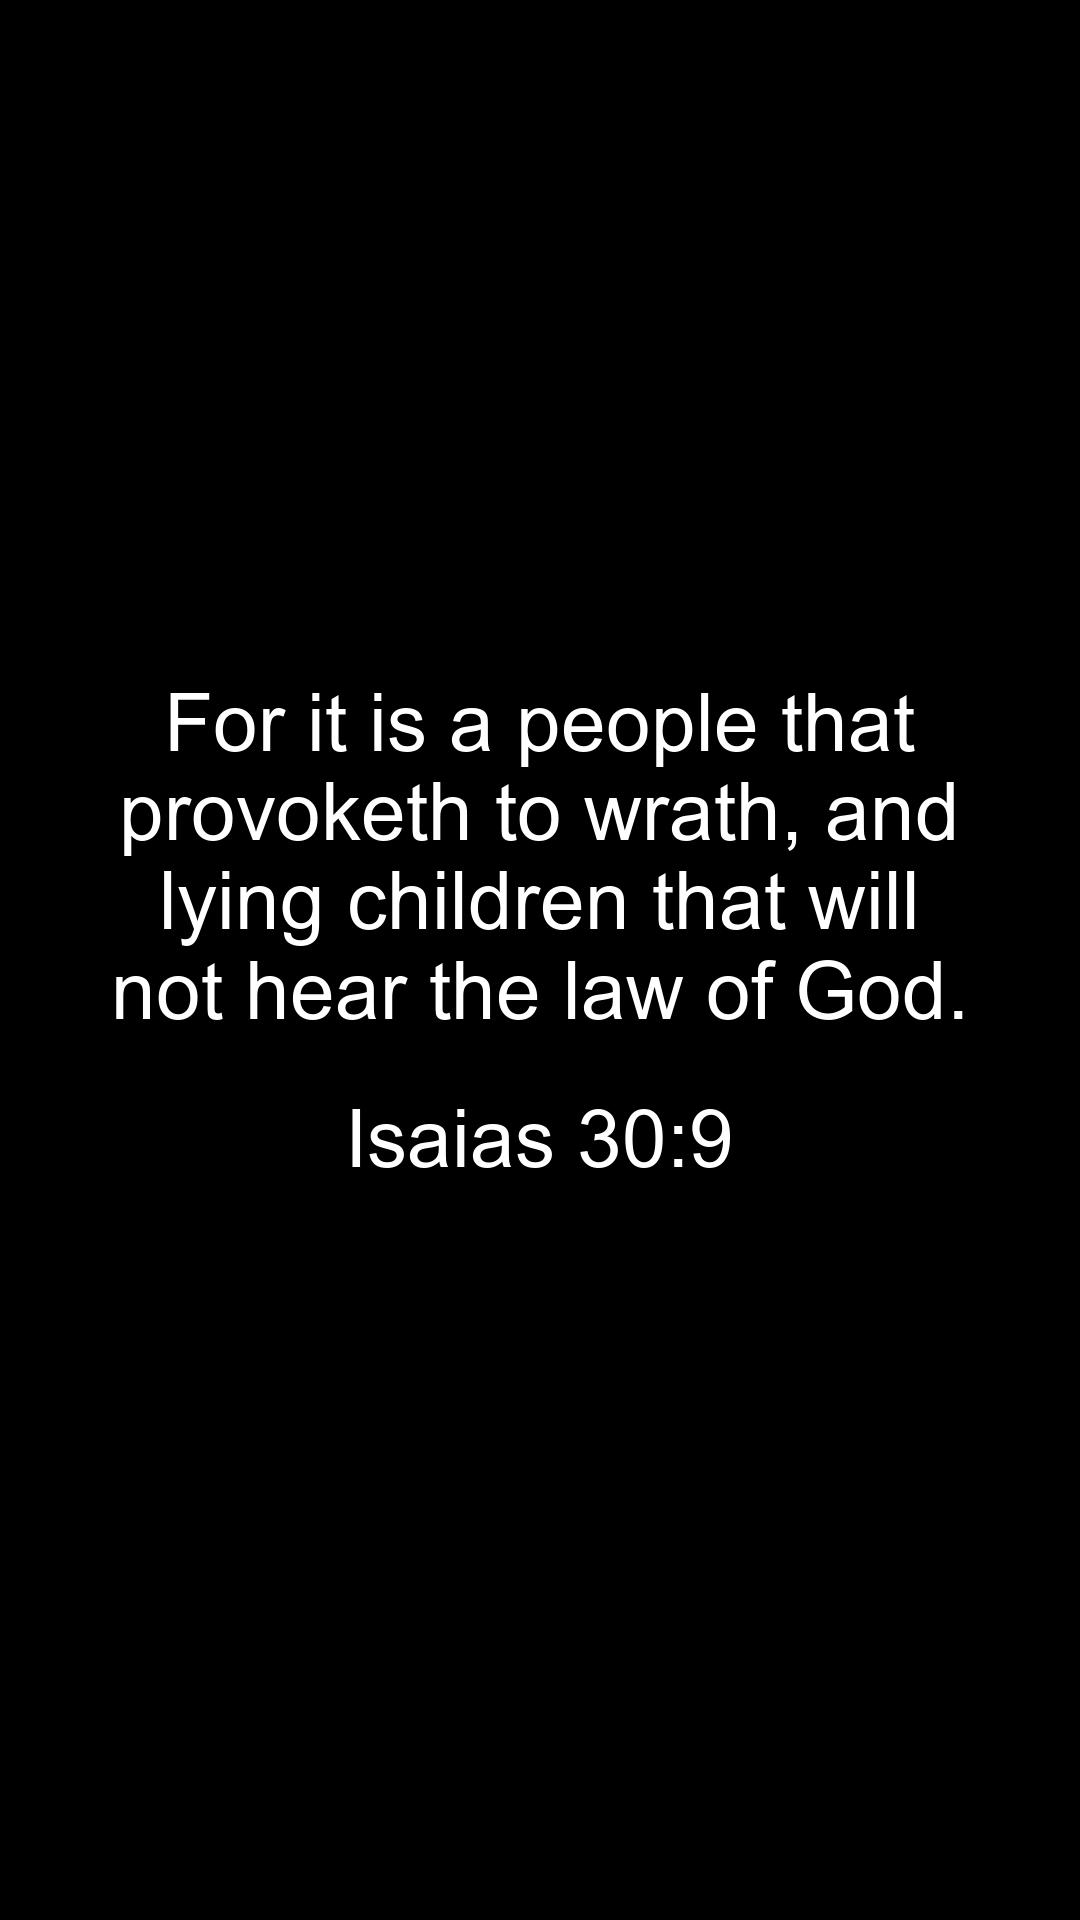 For it is a people that
provoketh to wrath, and
lying children that will
not hear the law of God.
Isaias 30:9